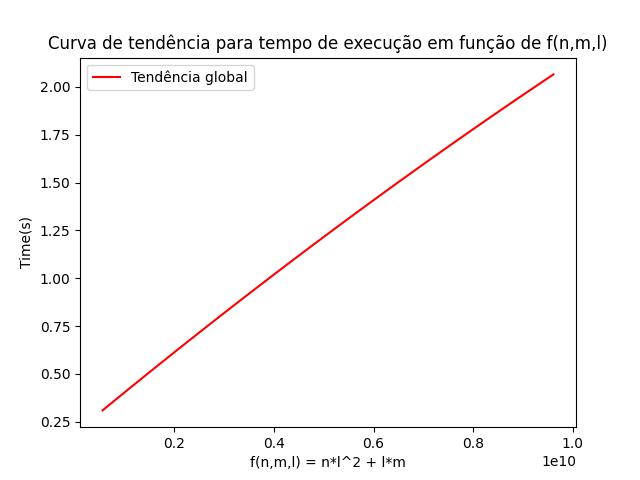 Curva de tendência para tempo de execução em função de f(n,m,l)
Tendência global
2.00
1.75
1.50
1.25
1.00
0.75
0.50
0.25
Time(s)
0.2
0.4
0.6
0.8
1.0
1e10
f(n,m,l) = n*l^2 + l*m